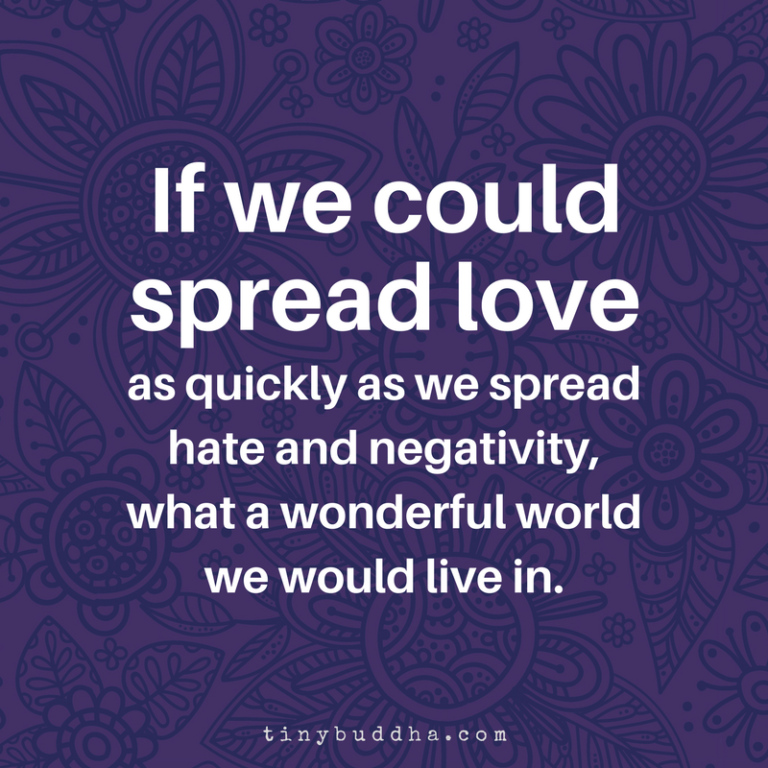 If we could
spread love
as quickly as we spread
hate and negativity,
what a wonderful world
we would live in.
tinybuddha.com